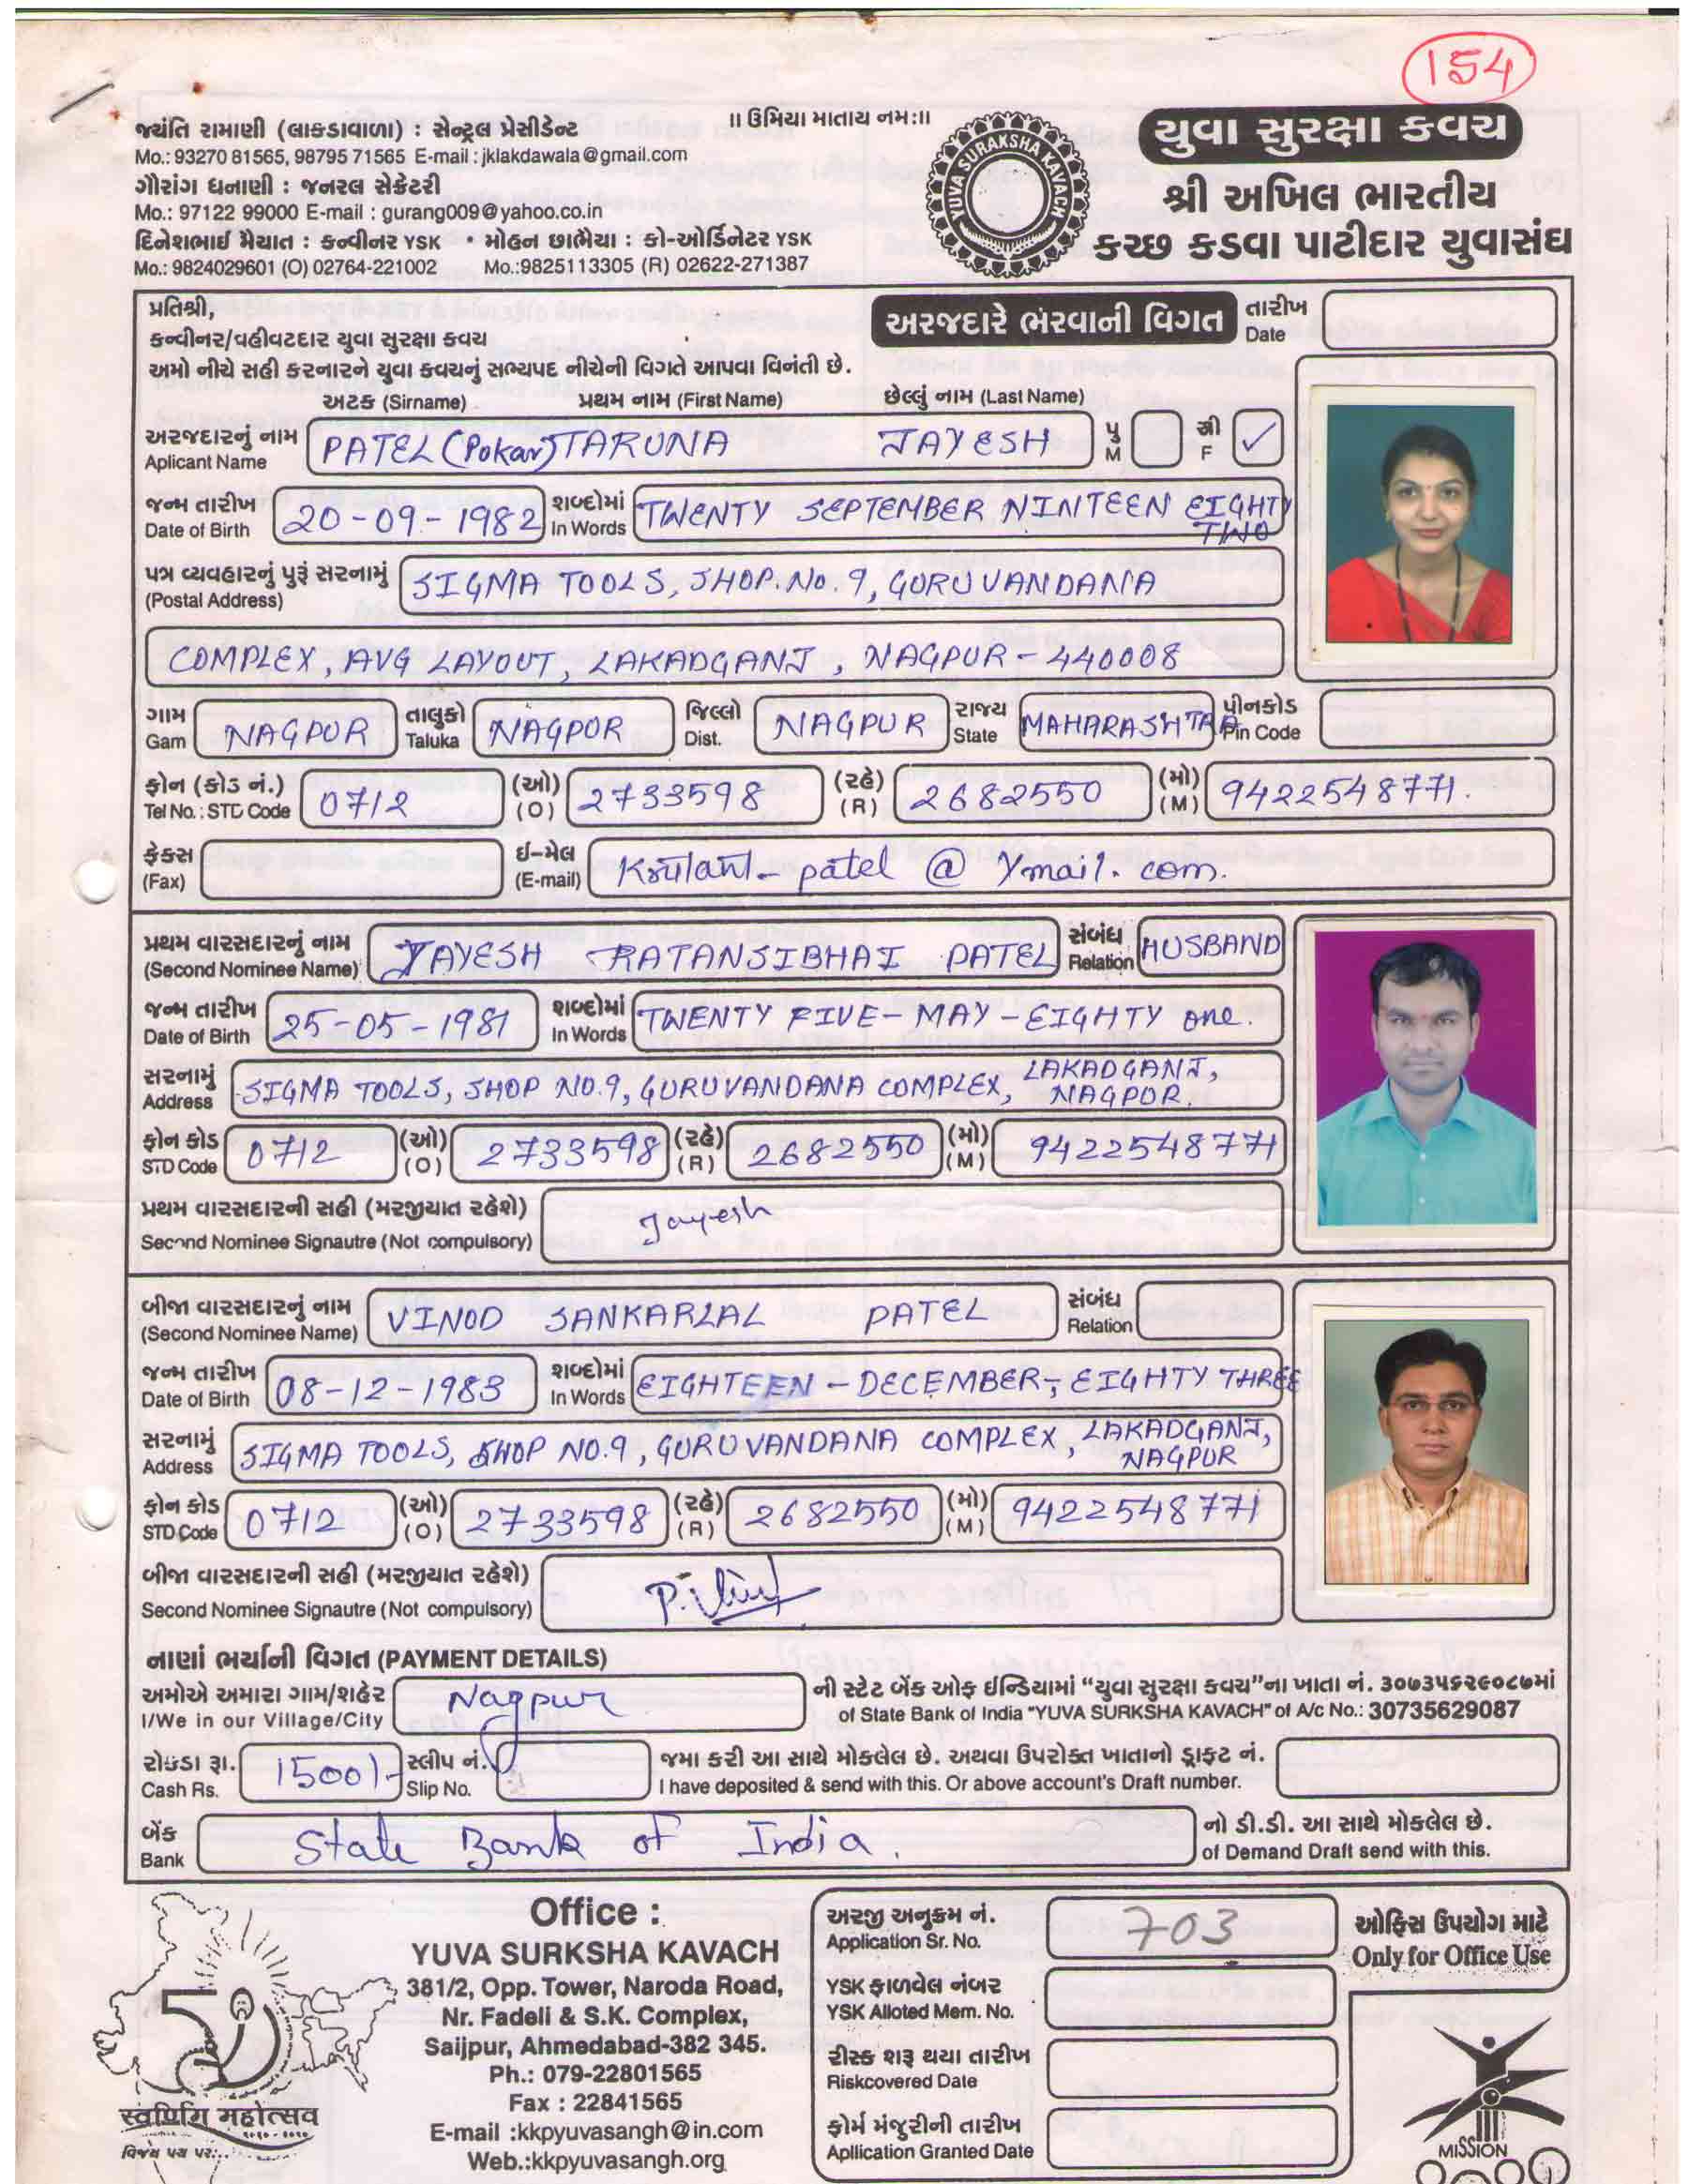 154
જયંતિ રામાણી (લાકડાવાળા) : સેન્ટ્રલ પ્રેસીડેન્ટ
Mo.: 93270 81565, 98795 71565 E-mail : jklakdawala@gmail.com
ગૌરાંગ ધનાણી : જનરલ સેક્રેટરી
Mo.: 97122 99000 E-mail : gurang009@yahoo.co.in
દિનેશભાઈ મૈયાત : કન્વીનર YSK • મોહન છાભૈયા : કો-ઓર્ડિનેટર YSK
Mo.: 9824029601 (O) 02764-221002 Mo.:9825113305 (R) 02622-271387
॥ ઉમિયા માતાય નમ:॥
YUVA SURAKSHA KAVACH
યુવા સુરક્ષા કવચ
શ્રી અખિલ ભારતીય
કચ્છ કડવા પાટીદાર યુવાસંઘ
પ્રતિશ્રી,
કન્વીનર/વહીવટદાર યુવા સુરક્ષા કવચ
અરજદારે ભરવાની વિગત
તારીખ
Date
અમો નીચે સહી કરનારને યુવા કવચનું સભ્યપદ નીચેની વિગતે આપવા વિનંતી છે.
અટક (Sirname) પ્રથમ નામ (First Name) છેલ્લું નામ (Last Name)
અરજદારનું નામ
Aplicant Name
PATEL (Pokar) TARUNA JAYESH
પુ
M
સ્ત્રી
F
✓
જન્મ તારીખ
Date of Birth
20-09-1982
શબ્દોમાં
In Words
TWENTY SEPTEMBER NINTEEN EIGHTY
TWO
પત્ર વ્યવહારનું પુરૂં સરનામું
(Postal Address)
SIGMA TOOLS, SHOP.No.9, GURUVANDANA
COMPLEX, AVG LAYOUT, LAKADGANJ, NAGPUR - 440008
ગામ
Gam
NAGPUR
તાલુકો
Taluka
NAGPUR
જિલ્લો
Dist.
NAGPUR
રાજ્ય
State
MAHARASHTRA
પીનકોડ
Pin Code
ફોન (કોડ નં.)
Tel No. : STD Code
0712
(ઓ)
(O)
2733598
(રહે)
(R)
2682550
(મો)
(M)
9422548771.
ફેક્સ
(Fax)
ઈ-મેલ
(E-mail)
patel @ Ymail. com.
પ્રથમ વારસદારનું નામ
(Second Nominee Name)
JAYESH RATANSIBHAI PATEL
સંબંધ
Relation
HUSBAND
જન્મ તારીખ
Date of Birth
25-05-1981
શબ્દોમાં
In Words
TWENTY FIVE - MAY - EIGHTY one.
સરનામું
Address
SIGMA TOOLS, SHOP NO.9, GURUVANDANA COMPLEX, LAKADGANJ,
NAGPUR.
ફોન કોડ
STD Code
0712
(ઓ)
(O)
2733598
(રહે)
(R)
2682550
(મો)
(M)
9422548771
પ્રથમ વારસદારની સહી (મરજીયાત રહેશે)
Second Nominee Signautre (Not compulsory)
Jayesh
બીજા વારસદારનું નામ
(Second Nominee Name)
VINOD SANKARLAL PATEL
સંબંધ
Relation
જન્મ તારીખ
Date of Birth
08-12-1983
શબ્દોમાં
In Words
EIGHTEEN - DECEMBER - EIGHTY THREE
સરનામું
Address
SIGMA TOOLS, SHOP NO.9, GURUVANDANA COMPLEX, LAKADGANJ,
NAGPUR
ફોન કોડ
STD Code
0712
(ઓ)
(O)
2733598
(રહે)
(R)
2682550
(મો)
(M)
9422548771
બીજા વારસદારની સહી (મરજીયાત રહેશે)
Second Nominee Signautre (Not compulsory)
નાણાં ભર્યાની વિગત (PAYMENT DETAILS)
અમોએ અમારા ગામ/શહેર
I/We in our Village/City
Nagpur
ની સ્ટેટ બેંક ઓફ ઈન્ડિયામાં “યુવા સુરક્ષા કવચ”ના ખાતા નં. ૩૦૭૩૫૬૨૯૦૮૭માં
of State Bank of India "YUVA SURKSHA KAVACH" of A/c No.: 30735629087
રોકડા રૂા.
Cash Rs.
1500/-
સ્લીપ નં.
Slip No.
જમા કરી આ સાથે મોકલેલ છે. અથવા ઉપરોક્ત ખાતાનો ડ્રાફ્ટ નં.
I have deposited & send with this. Or above account's Draft number.
બેંક
Bank
State Bank of India.
નો ડી.ડી. આ સાથે મોકલેલ છે.
of Demand Draft send with this.
स्वर्णिम महोत्सव
વિજય પથ પર...
Office :
YUVA SURKSHA KAVACH
381/2, Opp. Tower, Naroda Road,
Nr. Fadeli & S.K. Complex,
Saijpur, Ahmedabad-382 345.
Ph.: 079-22801565
Fax : 22841565
E-mail :kkpyuvasangh@in.com
Web.:kkpyuvasangh.org
અરજી અનુક્રમ નં.
Application Sr. No.
703
ઓફિસ ઉપયોગ માટે
Only for Office Use
YSK ફાળવેલ નંબર
YSK Alloted Mem. No.
રીસ્ક શરૂ થયા તારીખ
Riskcovered Date
ફોર્મ મંજુરીની તારીખ
Apllication Granted Date
MISSION